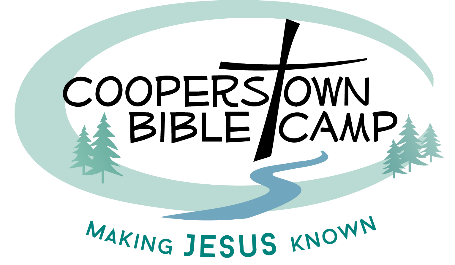 COOPERSTOWN
BIBLE CAMP
MAKING JESUS KNOWN